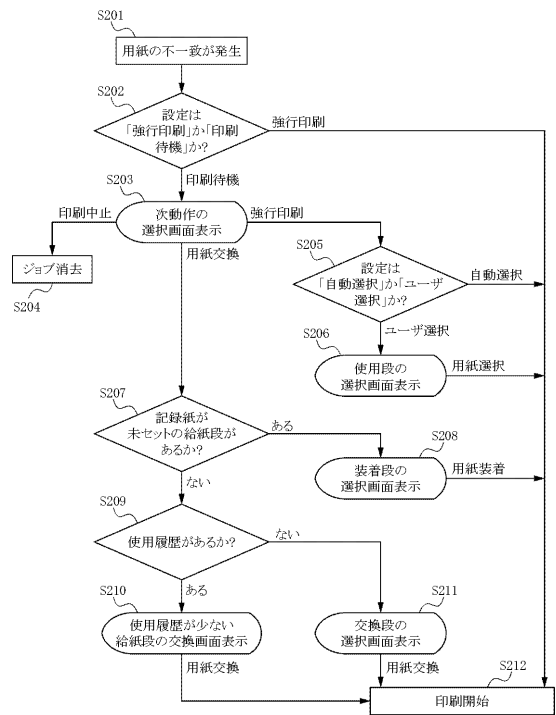 S201
用紙の不一致が発生
S202
設定は
「強行印刷」か「印刷
待機」か?
強行印刷
印刷待機
S203
次動作の
選択画面表示
印刷中止
強行印刷
用紙交換
ジョブ消去
S204
S205
設定は
「自動選択」か「ユーザ
選択」か?
自動選択
ユーザ選択
S206
使用段の
選択画面表示
用紙選択
S207
記録紙が
未セットの給紙段が
あるか?
ある
ない
S208
装着段の
選択画面表示
用紙装着
S209
使用履歴があるか?
ない
ある
S210
使用履歴が少ない
給紙段の交換画面表示
用紙交換
S211
交換段の
選択画面表示
用紙交換
S212
印刷開始